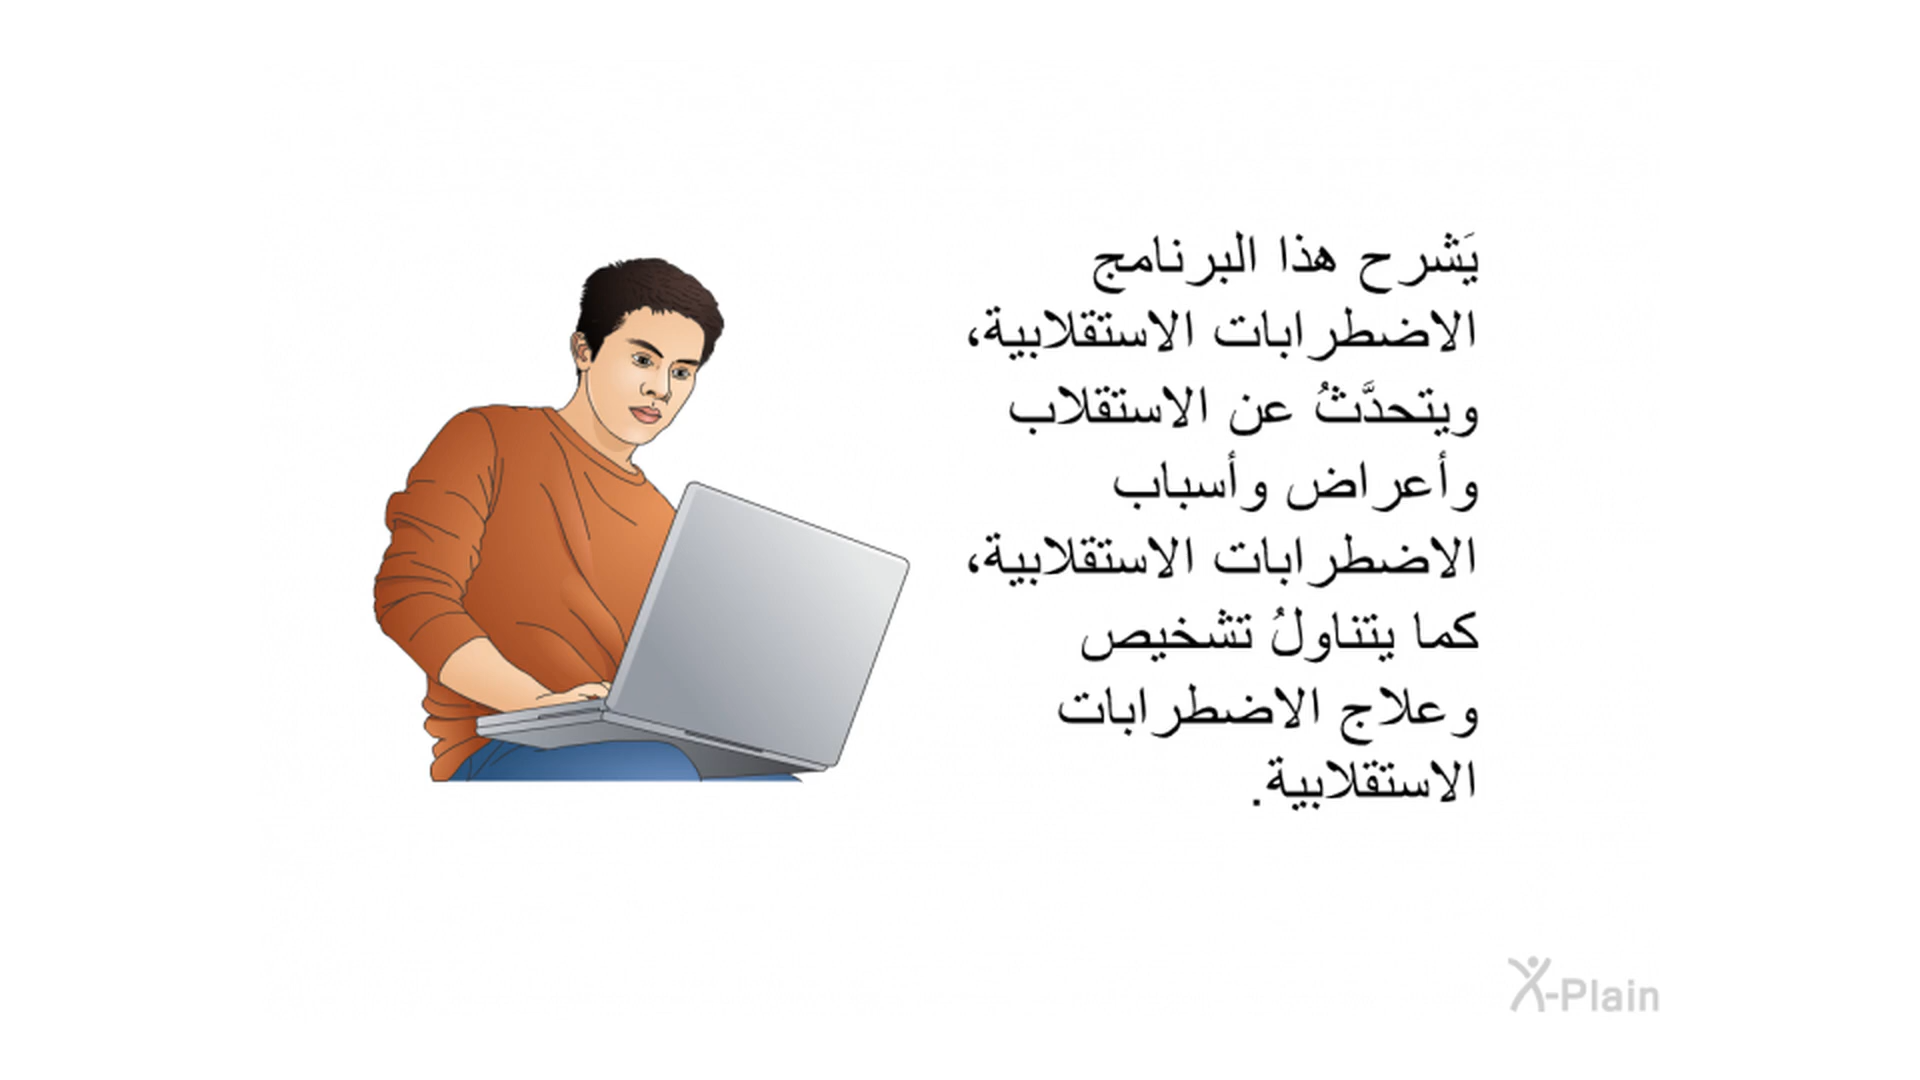 يَشرح هذا البرنامج
الاضطرابات الاستقلابية،
ويتحدَّثُ عن الاستقلاب
وأعراض وأسباب
الاضطرابات الاستقلابية،
كما يتناولُ تشخيص
وعلاج الاضطرابات
الاستقلابية.
X-Plain